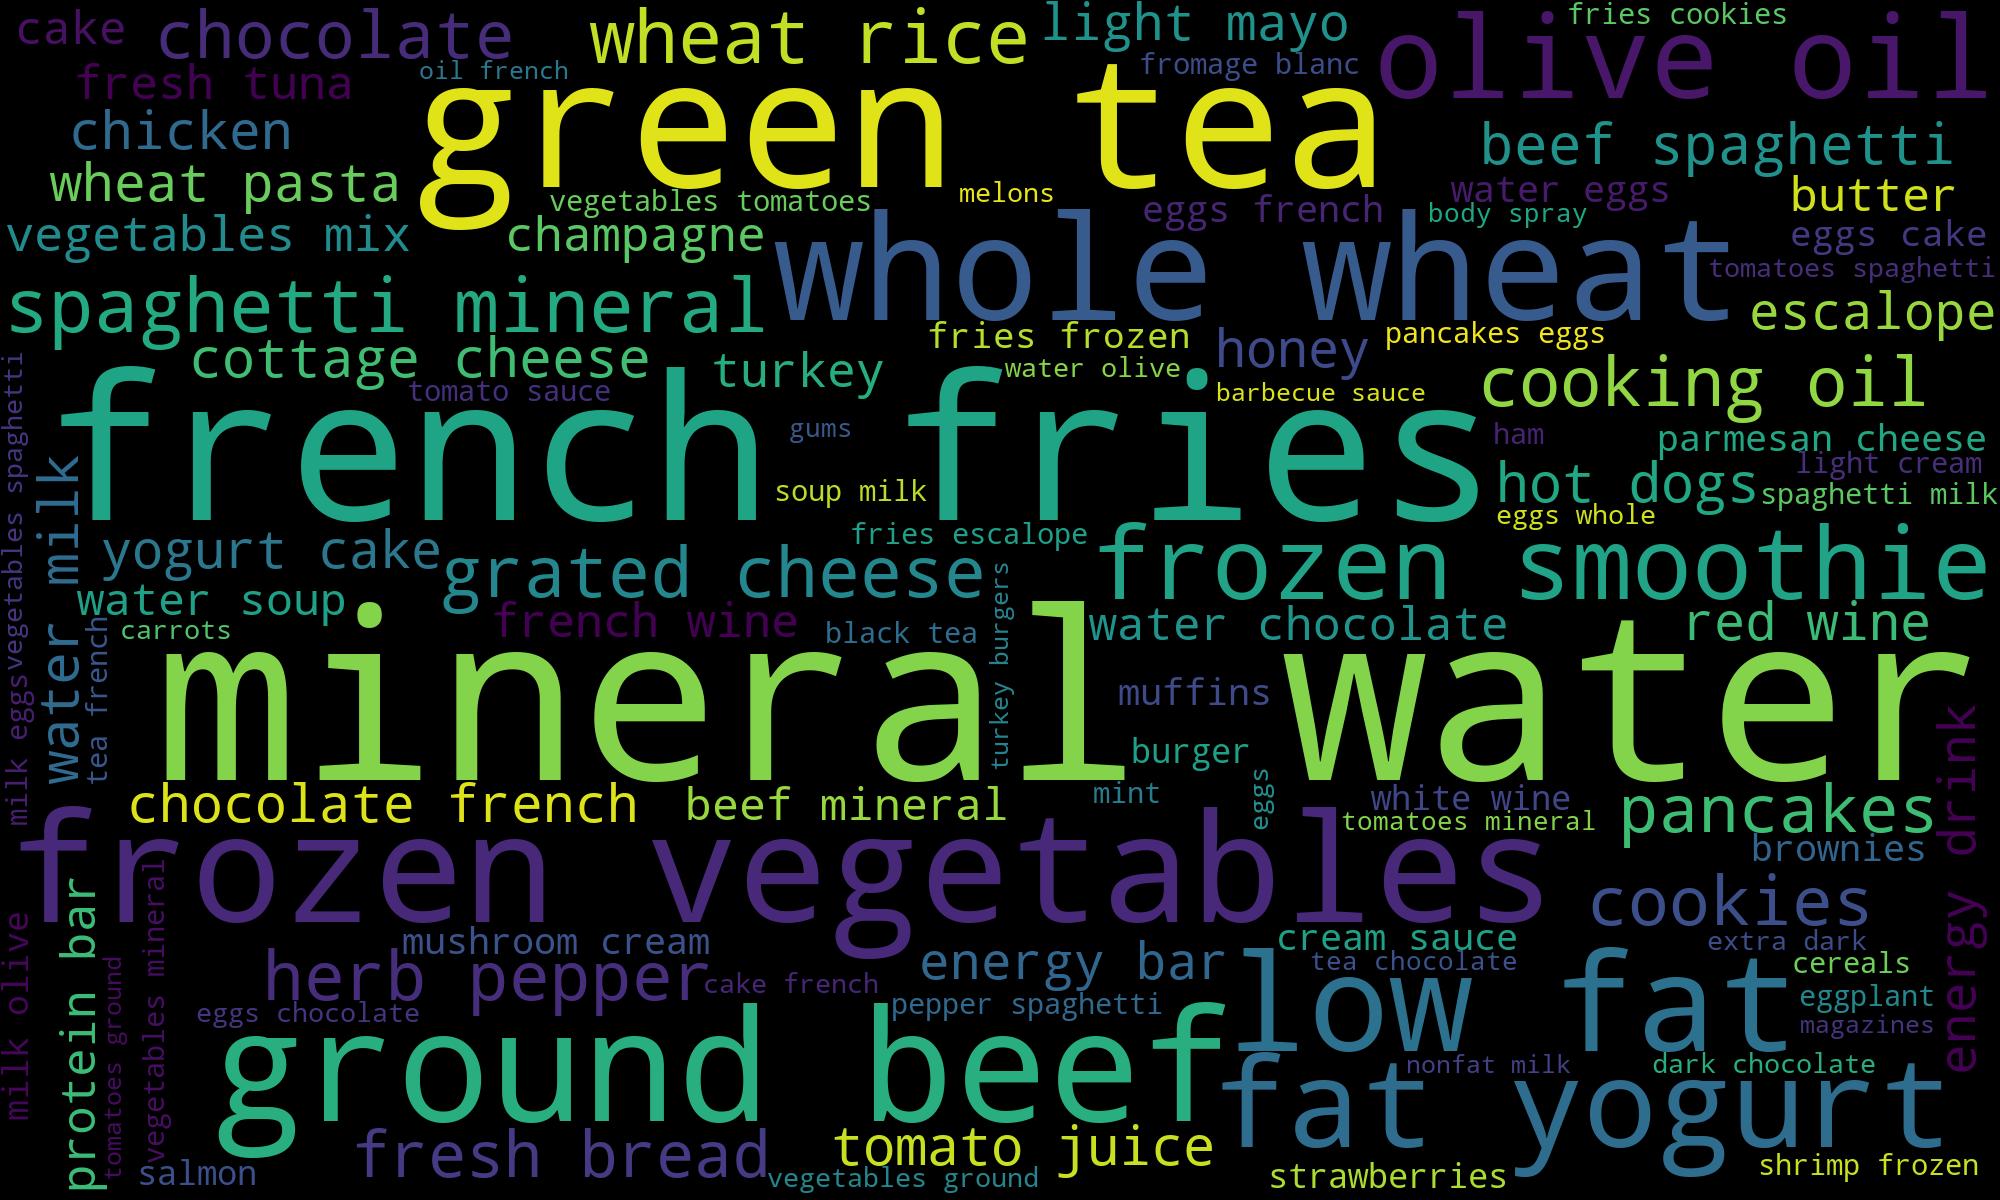 cake
chocolate
wheat rice
light mayo
fries cookies
olive oil
fresh tuna
oil french
fromage blanc
green tea
chicken
beef spaghetti
wheat pasta
vegetables tomatoes
melons
water eggs
butter
eggs french
body spray
vegetables mix
champagne
whole wheat
eggs cake
tomatoes spaghetti
spaghetti mineral
escalope
fries frozen
pancakes eggs
cottage cheese
turkey
water olive
honey
tomato sauce
barbecue sauce
cooking oil
french fries
gums
ham
parmesan cheese
light cream
soup milk
hot dogs
spaghetti milk
eggs whole
vegetables spaghetti
water milk
fries escalope
yogurt cake
grated cheese
frozen smoothie
water soup
carrots
french wine
black tea
turkey burgers
water chocolate
red wine
tea french
mineral water
milk eggs
muffins
burger
energy drink
chocolate french
beef mineral
mint
eggs
white wine
tomatoes mineral
pancakes
frozen vegetables
brownies
cookies
protein bar
vegetables mineral
milk olive
mushroom cream
cream sauce
extra dark
herb pepper
cake french
energy bar
tea chocolate
low fat
cereals
eggplant
tomatoes ground
eggs chocolate
pepper spaghetti
magazines
ground beef
nonfat milk
dark chocolate
fat yogurt
salmon
fresh bread
tomato juice
vegetables ground
strawberries
shrimp frozen